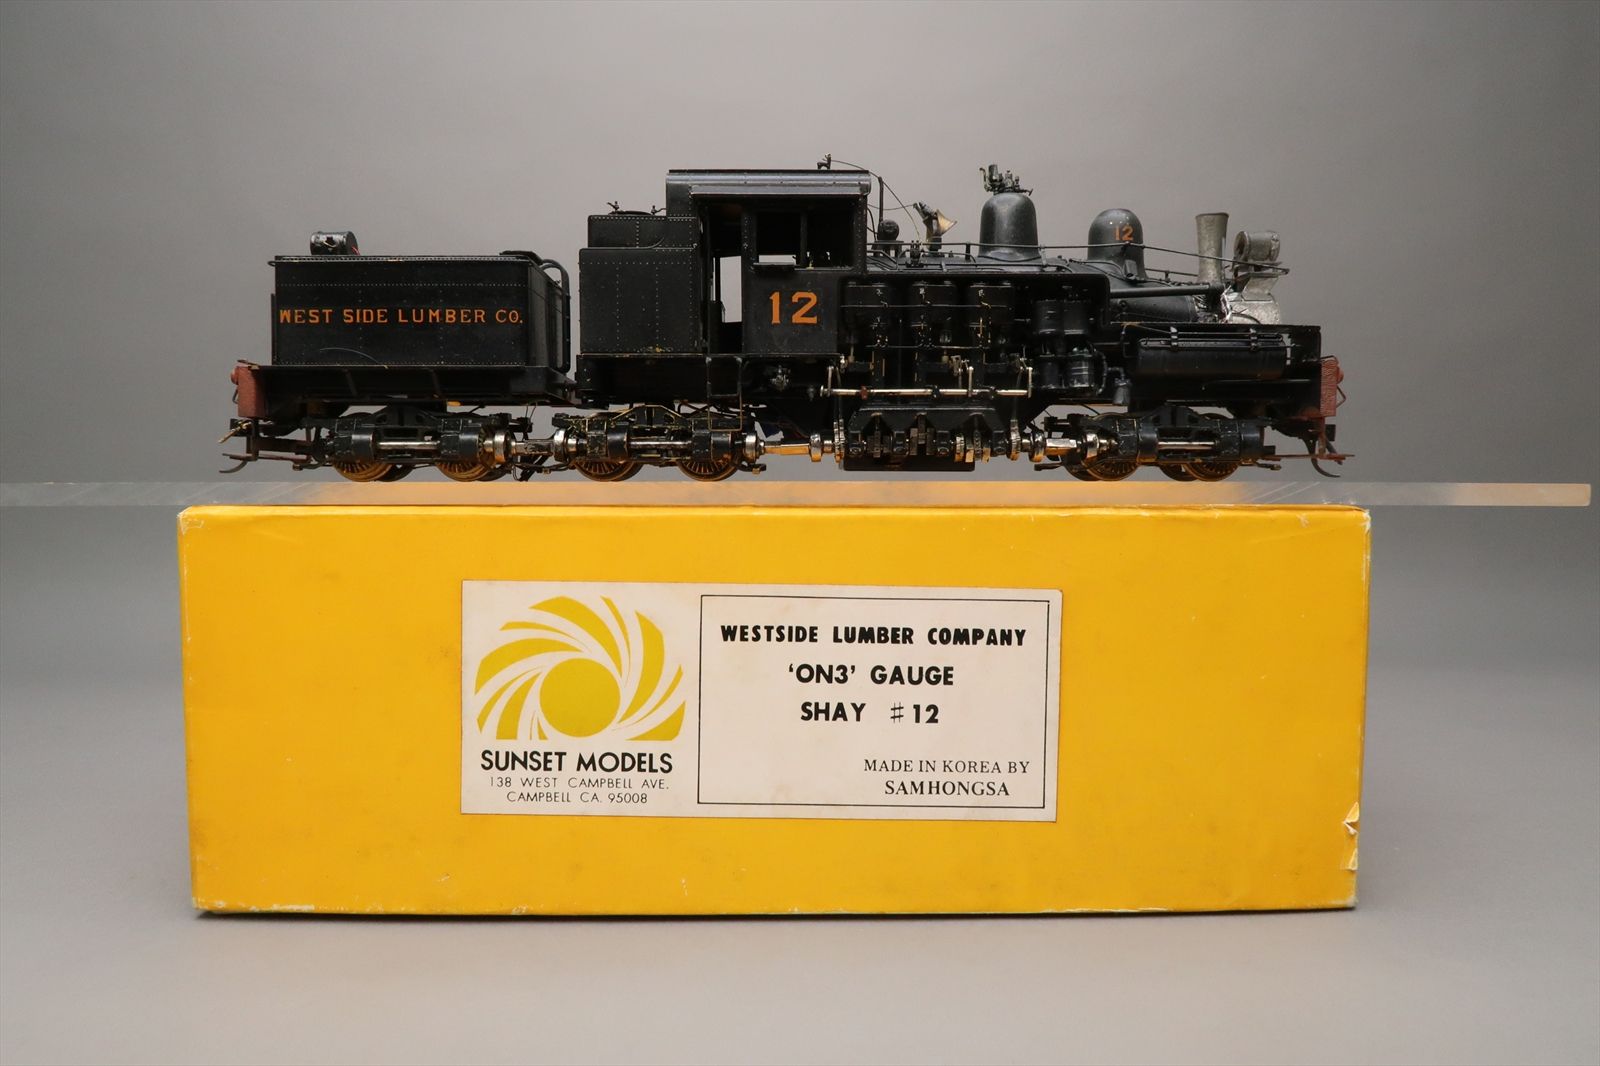 12
WEST SIDE LUMBER CO.
12
WESTSIDE LUMBER COMPANY
'ON3' GAUGE
SHAY #12
MADE IN KOREA BY
SAMHONGSA
SUNSET MODELS
138 WEST CAMPBELL AVE.
CAMPBELL CA. 95008